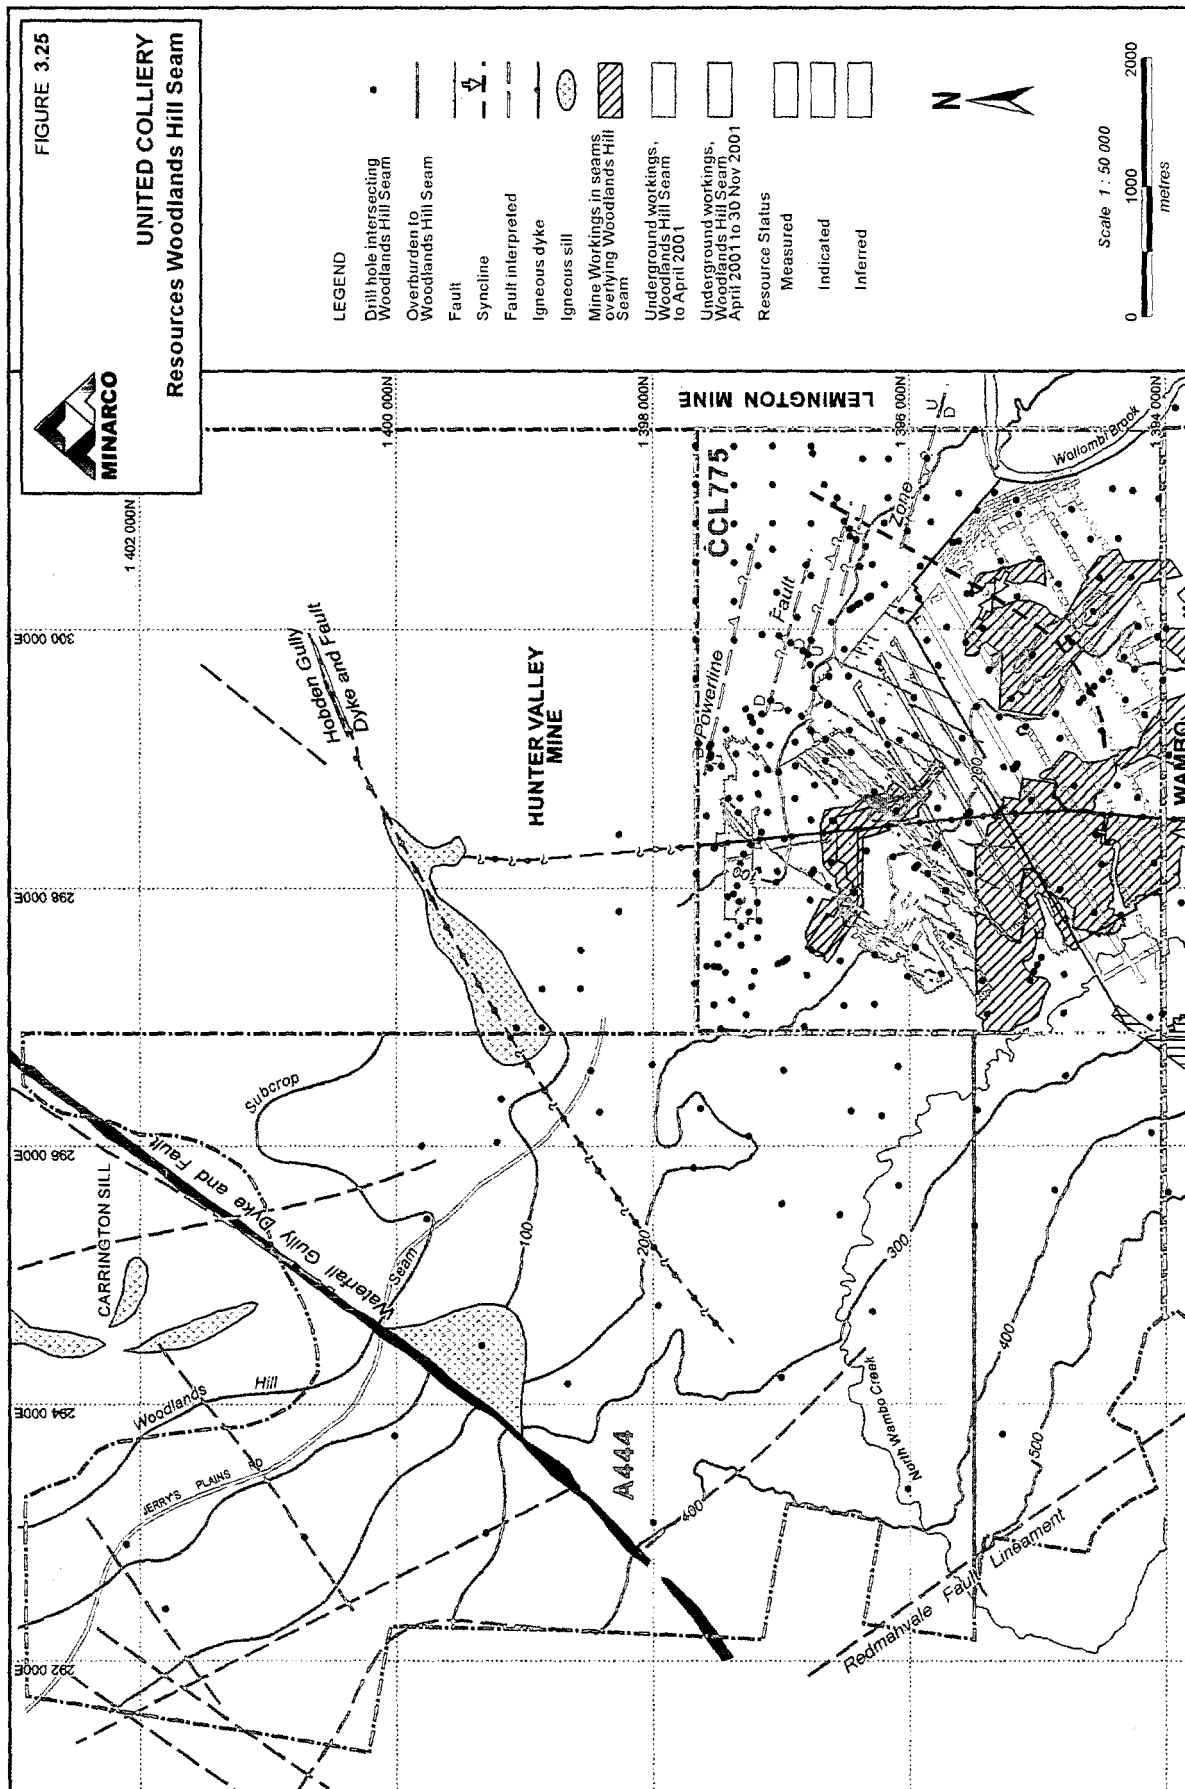 FIGURE 3.25
MINARCO
UNITED COLLIERY
Resources Woodlands Hill Seam
LEGEND
Drill hole intersecting
Woodlands Hill Seam
Overburden to
Woodlands Hill Seam
Fault
Syncline
Fault interpreted
Igneous dyke
Igneous sill
Mine Workings in seams
overlying Woodlands Hill
Seam
Underground workings,
Woodlands Hill Seam
to April 2001
Underground workings,
Woodlands Hill Seam
April 2001 to 30 Nov 2001
Resource Status
Measured
Indicated
Inferred
N
Scale 1 : 50 000
0
1000
2000
metres
292 000E
294 000E
296 000E
298 000E
300 000E
1 402 000N
1 400 000N
1 398 000N
1 396 000N
1 394 000N
CARRINGTON SILL
Waterfall Gully Dyke and Fault
Subcrop
Woodlands
Hill
Seam
JERRY'S PLAINS RD
Hobden Gully
Dyke and Fault
HUNTER VALLEY
MINE
A444
100
200
300
400
400
500
North Wambo Creek
Redmanvale Fault Lineament
CCL775
LEMINGTON MINE
Powerline
Fault
Zone
D
U
U
D
100
200
Wollombi Brook
WAMBO